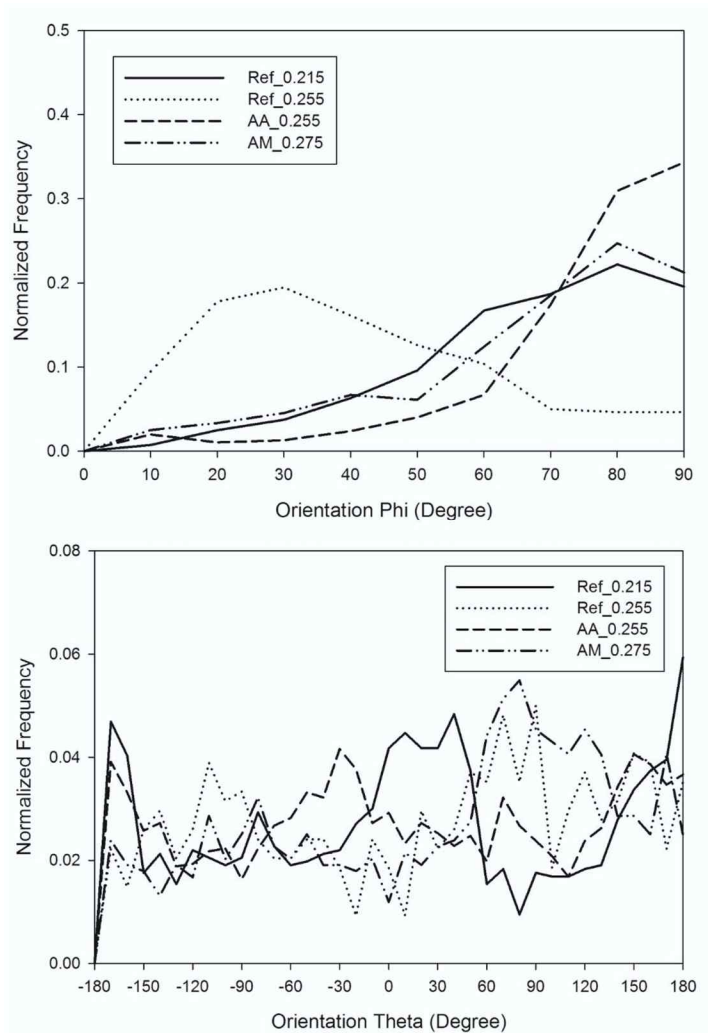 0.5
0.4
0.3
0.2
0.1
0.0
Normalized Frequency
Ref_0.215
Ref_0.255
AA_0.255
AM_0.275
0 10 20 30 40 50 60 70 80 90
Orientation Phi (Degree)
0.08
0.06
0.04
0.02
0.00
Normalized Frequency
Ref_0.215
Ref_0.255
AA_0.255
AM_0.275
-180 -150 -120 -90 -60 -30 0 30 60 90 120 150 180
Orientation Theta (Degree)